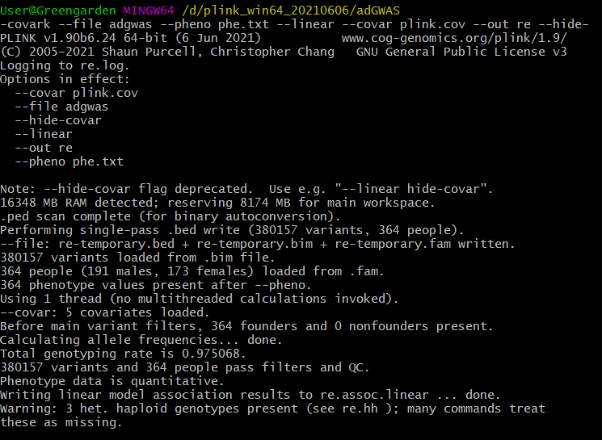 User@Greengarden MINGW64 /d/plink_win64_20210606/adGWAS
-covark --file adgwas --pheno phe.txt --linear --covar plink.cov --out re --hide-
PLINK v1.90b6.24 64-bit (6 Jun 2021) www.cog-genomics.org/plink/1.9/
(C) 2005-2021 Shaun Purcell, Christopher Chang GNU General Public License v3
Logging to re.log.
Options in effect:
--covar plink.cov
--file adgwas
--hide-covar
--linear
--out re
--pheno phe.txt
Note: --hide-covar flag deprecated. Use e.g. "--linear hide-covar".
16348 MB RAM detected; reserving 8174 MB for main workspace.
.ped scan complete (for binary autoconversion).
Performing single-pass .bed write (380157 variants, 364 people).
--file: re-temporary.bed + re-temporary.bim + re-temporary.fam written.
380157 variants loaded from .bim file.
364 people (191 males, 173 females) loaded from .fam.
364 phenotype values present after --pheno.
Using 1 thread (no multithreaded calculations invoked).
--covar: 5 covariates loaded.
Before main variant filters, 364 founders and 0 nonfounders present.
Calculating allele frequencies... done.
Total genotyping rate is 0.975068.
380157 variants and 364 people pass filters and QC.
Phenotype data is quantitative.
Writing linear model association results to re.assoc.linear ... done.
Warning: 3 het. haploid genotypes present (see re.hh ); many commands treat
these as missing.